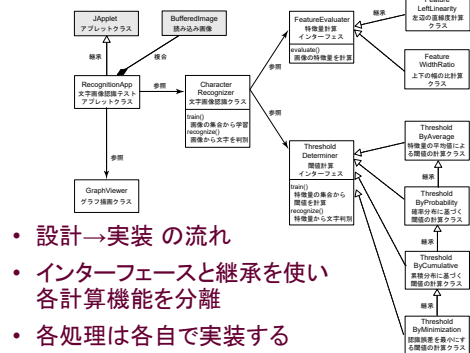 JApplet
アプレットクラス
BufferedImage
読み込み画像
継承
複合
RecognitionApp
文字画像認識テスト
アプレットクラス
参照
Character
Recognizer
文字画像認識クラス
train()
画像の集合から学習
recognize()
画像から文字を判別
参照
GraphViewer
グラフ描画クラス
参照
FeatureEvaluater
特徴量計算
インターフェス
evaluate()
画像の特徴量を計算
継承
Feature
LeftLinearity
左辺の直線度計算
クラス
Feature
WidthRatio
上下の幅の比計算
クラス
参照
Threshold
Determiner
閾値計算
インターフェス
train()
特徴量の集合から
閾値を計算
recognize()
特徴量から文字判別
Threshold
ByAverage
特徴量の平均値によ
る閾値の計算クラス
継承
Threshold
ByProbability
確率分布に基づく
閾値の計算クラス
継承
Threshold
ByCumulative
累積分布に基づく
閾値の計算クラス
継承
Threshold
ByMinimization
認識誤差を最小にす
る閾値の計算クラス
• 設計→実装 の流れ
• インターフェースと継承を使い
各計算機能を分離
• 各処理は各自で実装する